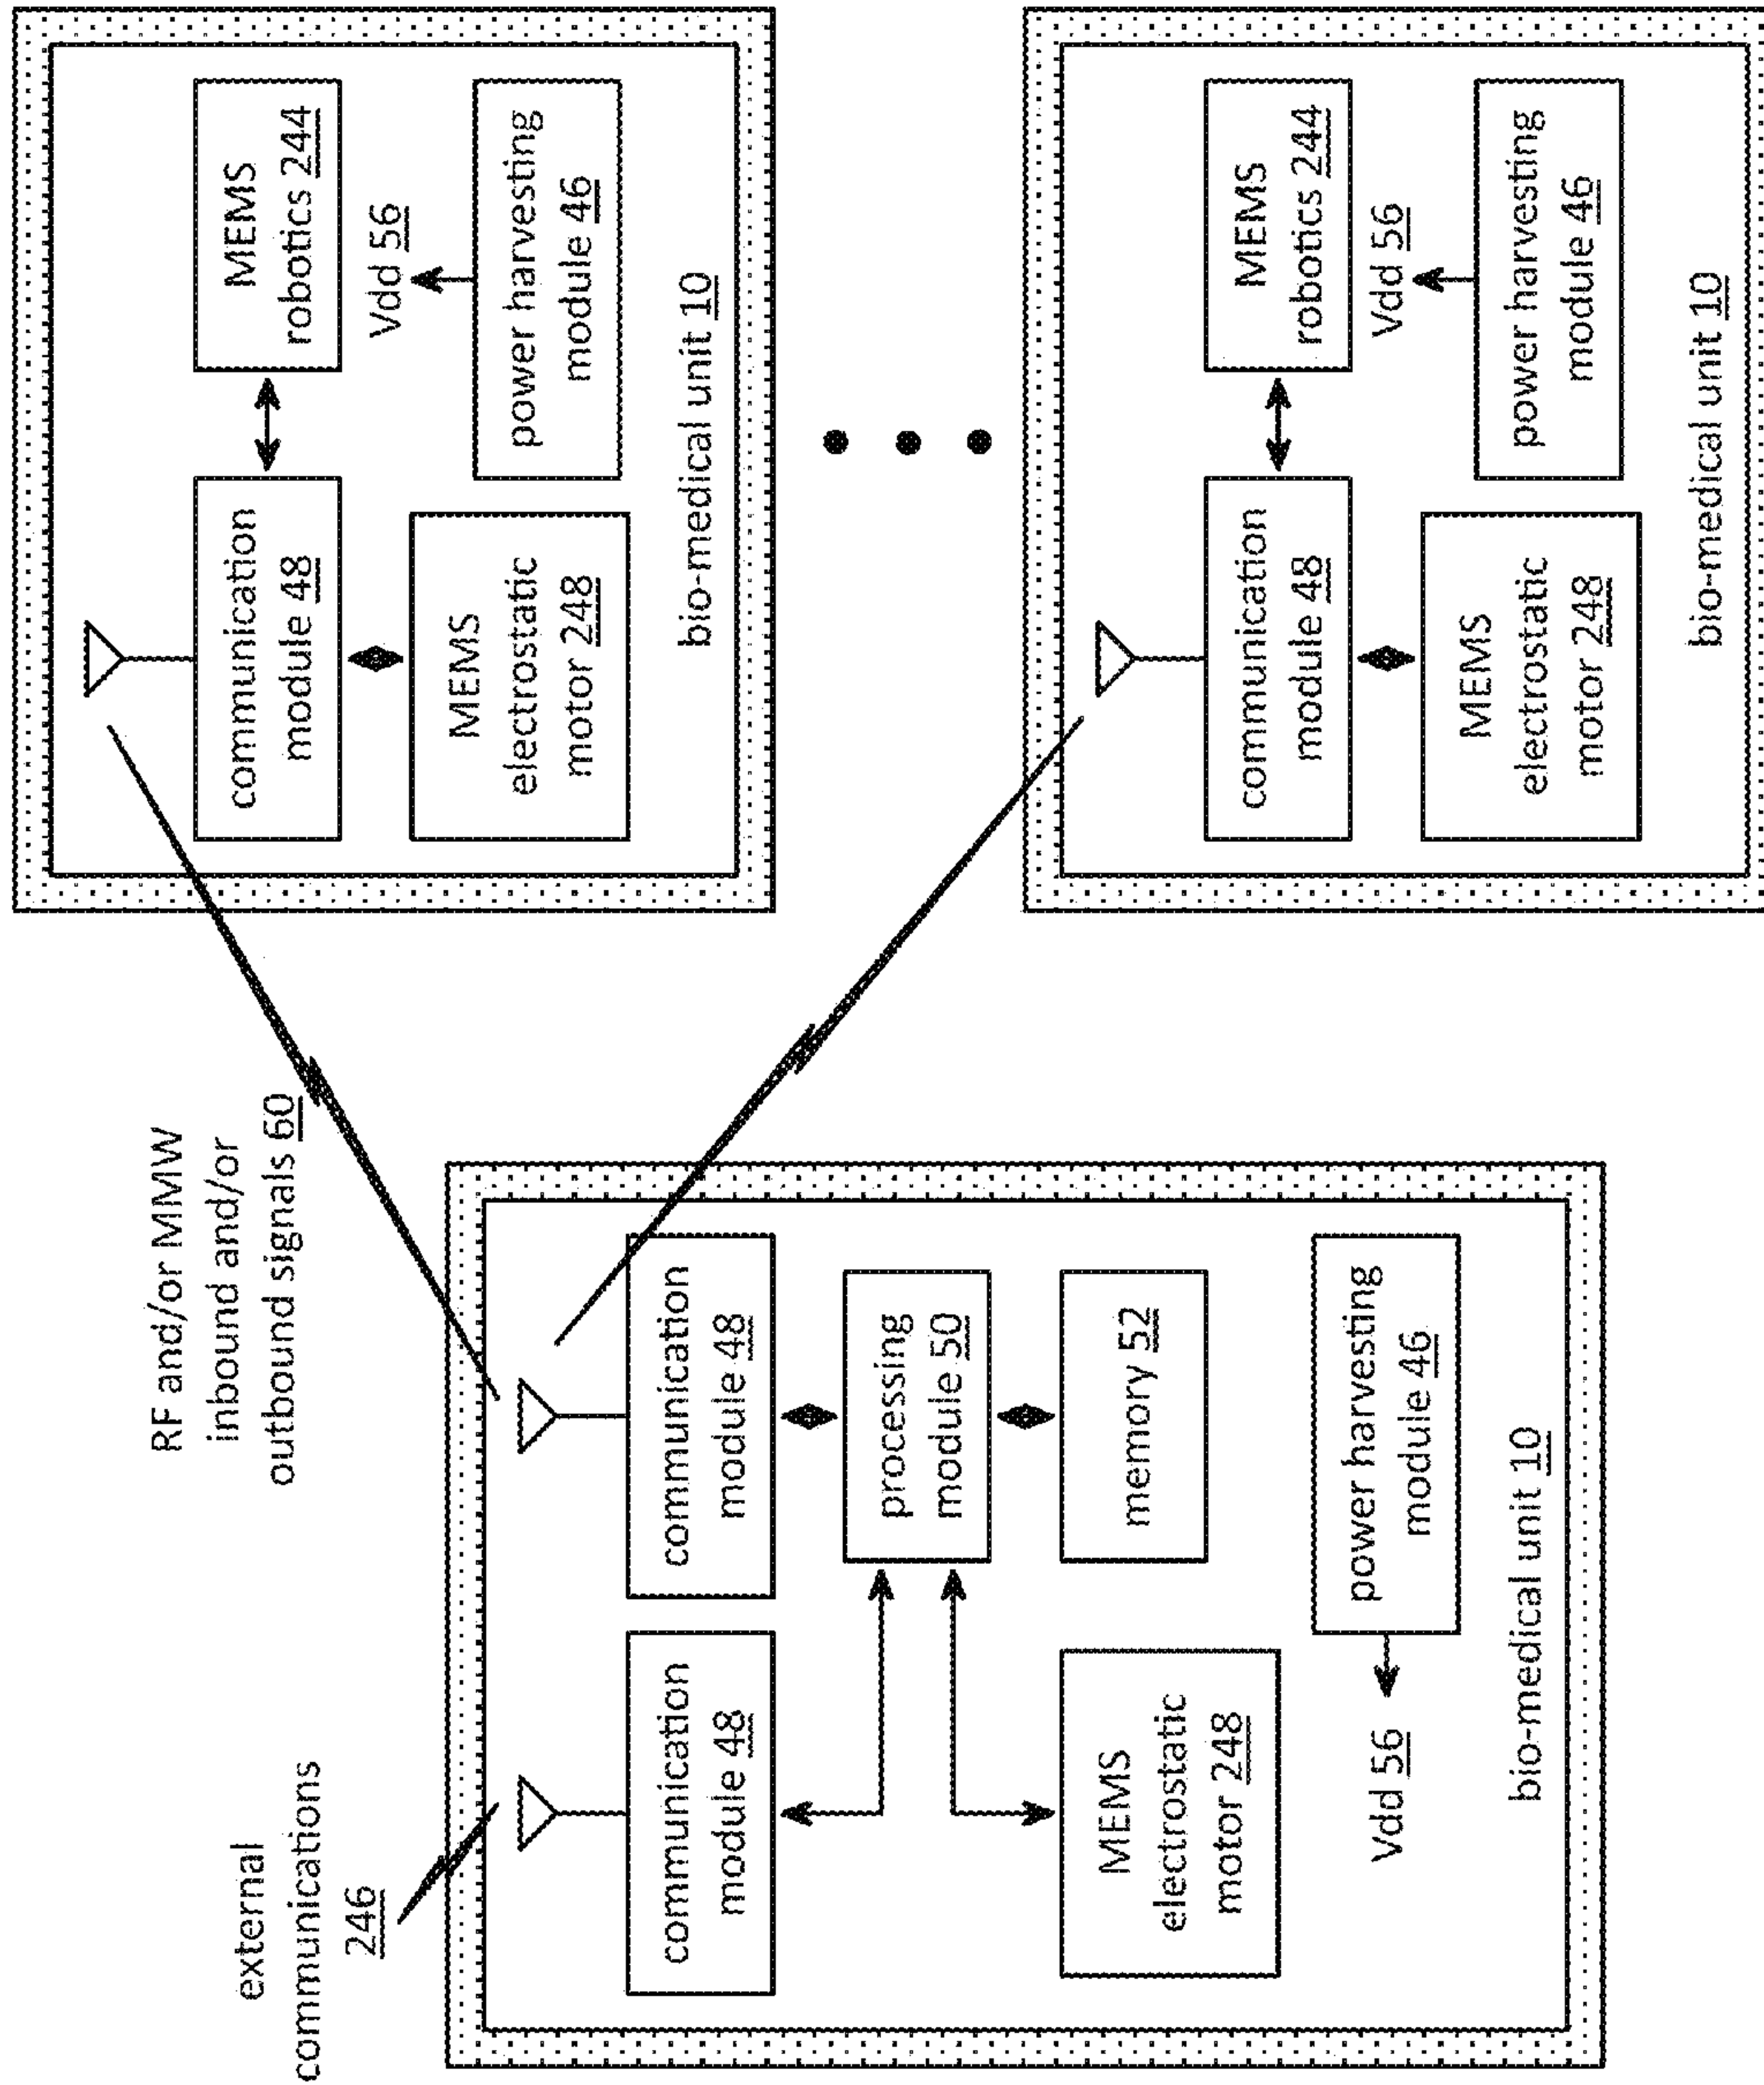 external
communications
246
RF and/or MMW
inbound and/or
outbound signals 60
communication
module 48
communication
module 48
processing
module 50
MEMS
electrostatic
motor 248
memory 52
Vdd 56
power harvesting
module 46
bio-medical unit 10
communication
module 48
MEMS
robotics 244
MEMS
electrostatic
motor 248
Vdd 56
power harvesting
module 46
bio-medical unit 10
communication
module 48
MEMS
robotics 244
MEMS
electrostatic
motor 248
Vdd 56
power harvesting
module 46
bio-medical unit 10